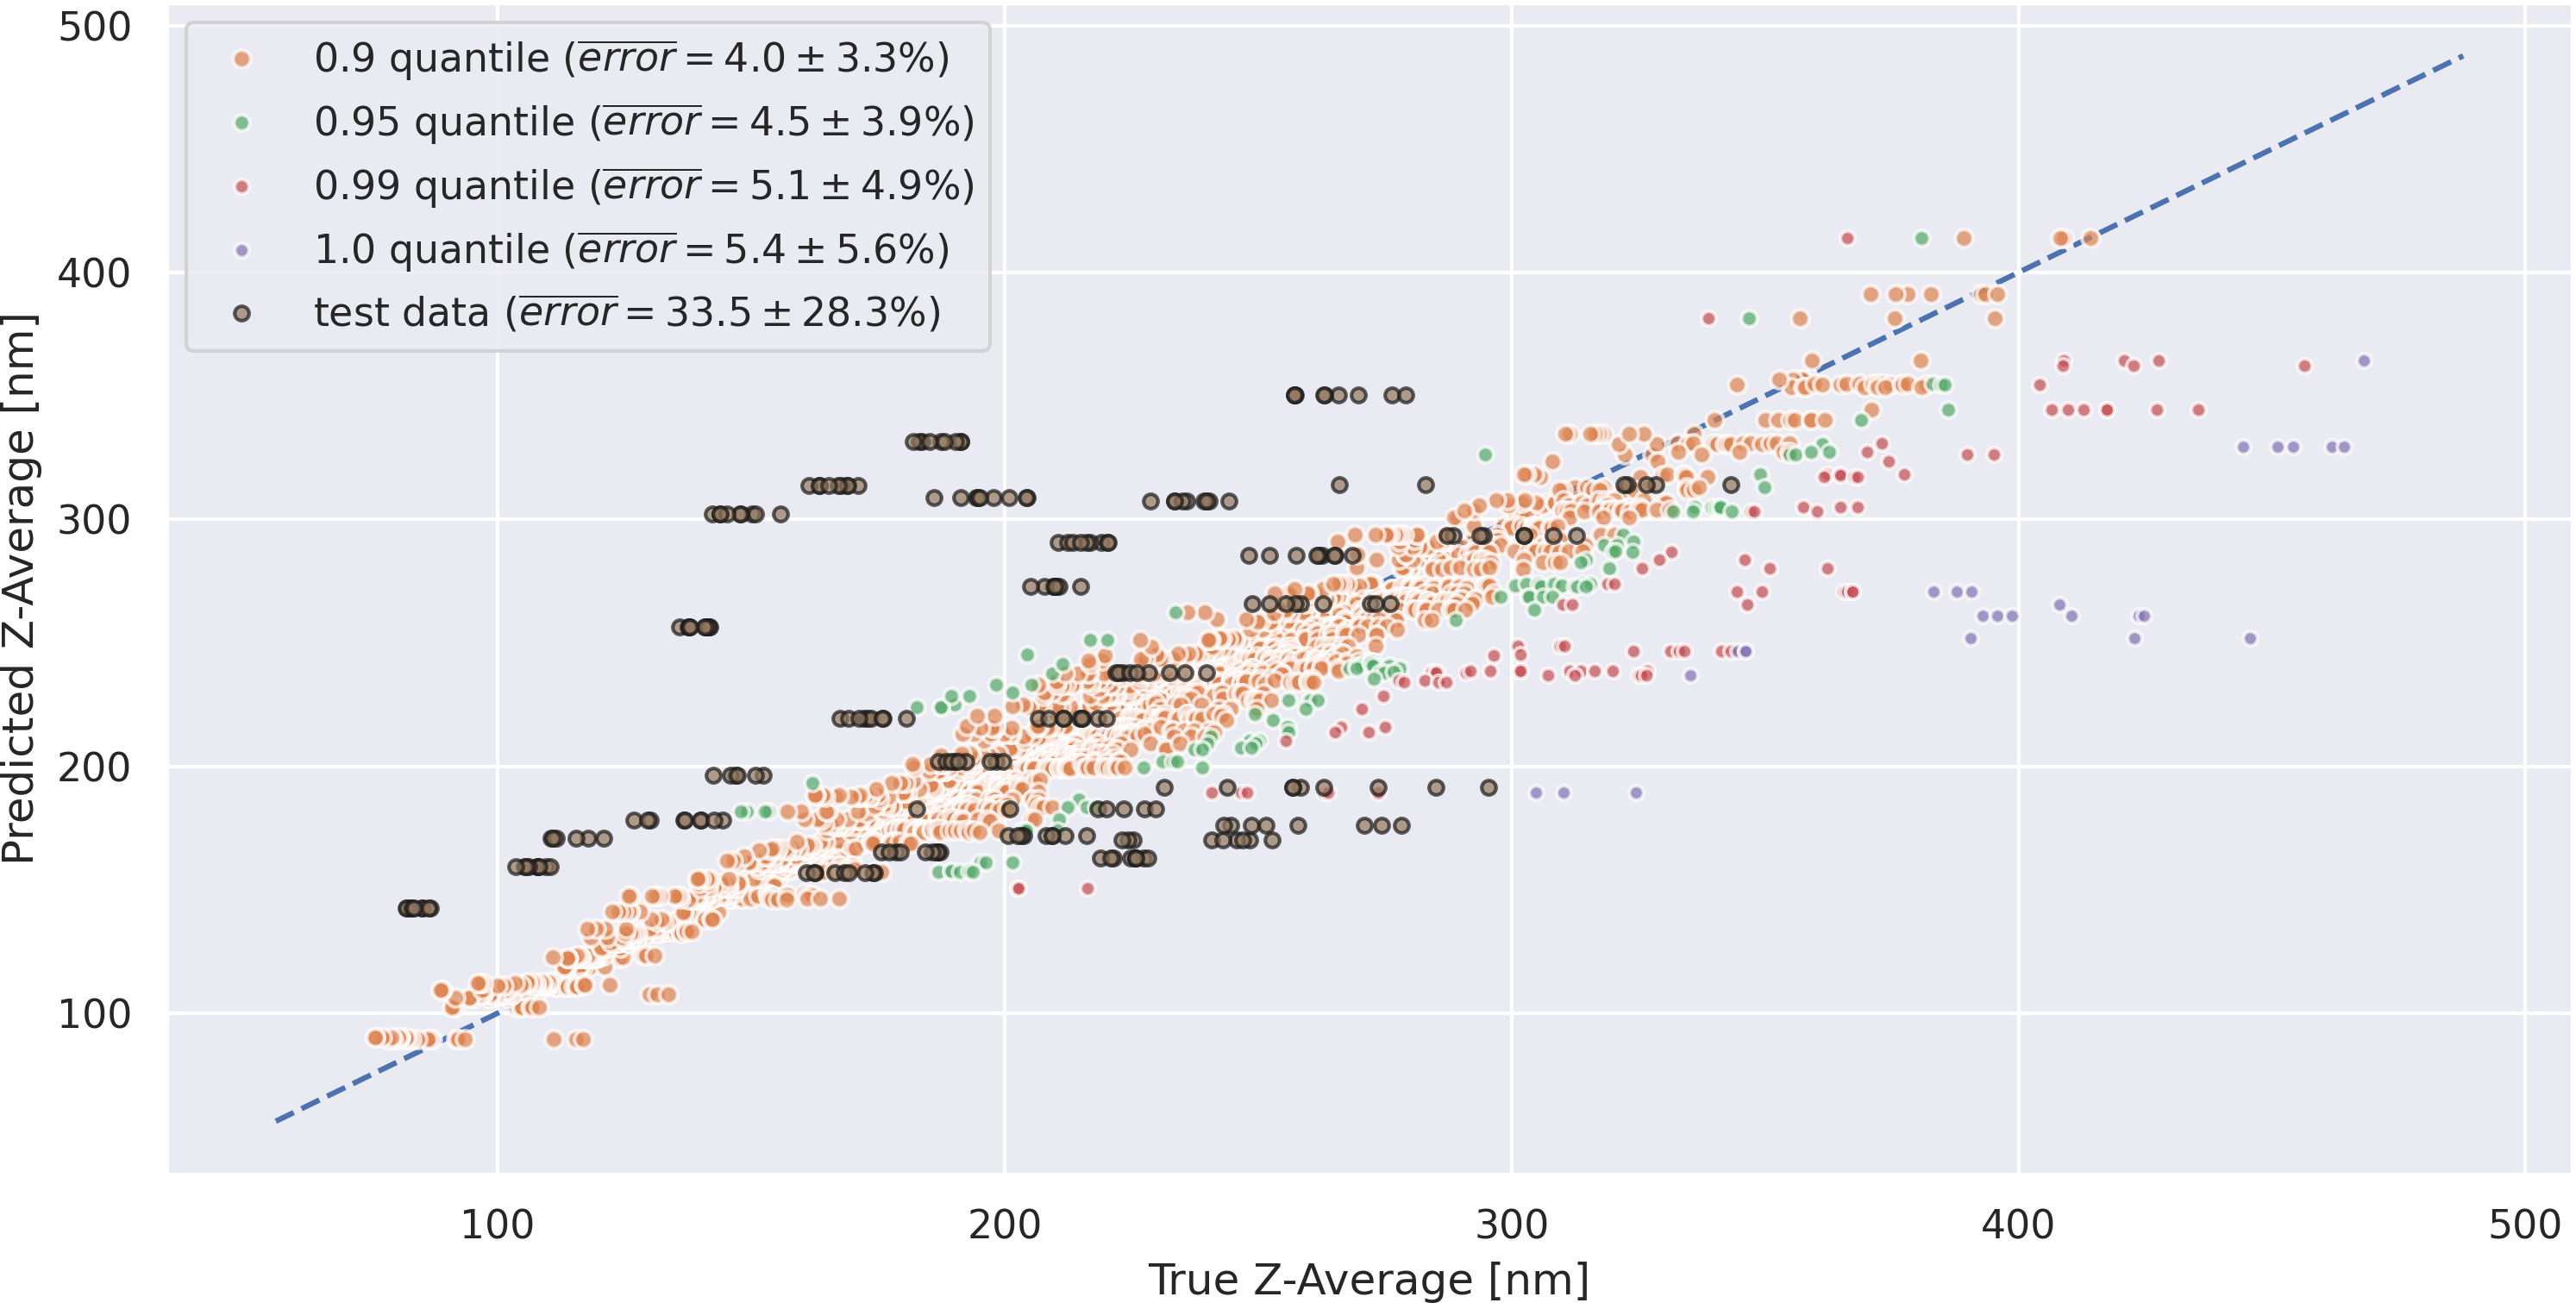 0.9 quantile (error = 4.0 ± 3.3%)
0.95 quantile (error = 4.5 ± 3.9%)
0.99 quantile (error = 5.1 ± 4.9%)
1.0 quantile (error = 5.4 ± 5.6%)
test data (error = 33.5 ± 28.3%)
Predicted Z-Average [nm]
500
400
300
200
100
100 200 300 400 500
True Z-Average [nm]